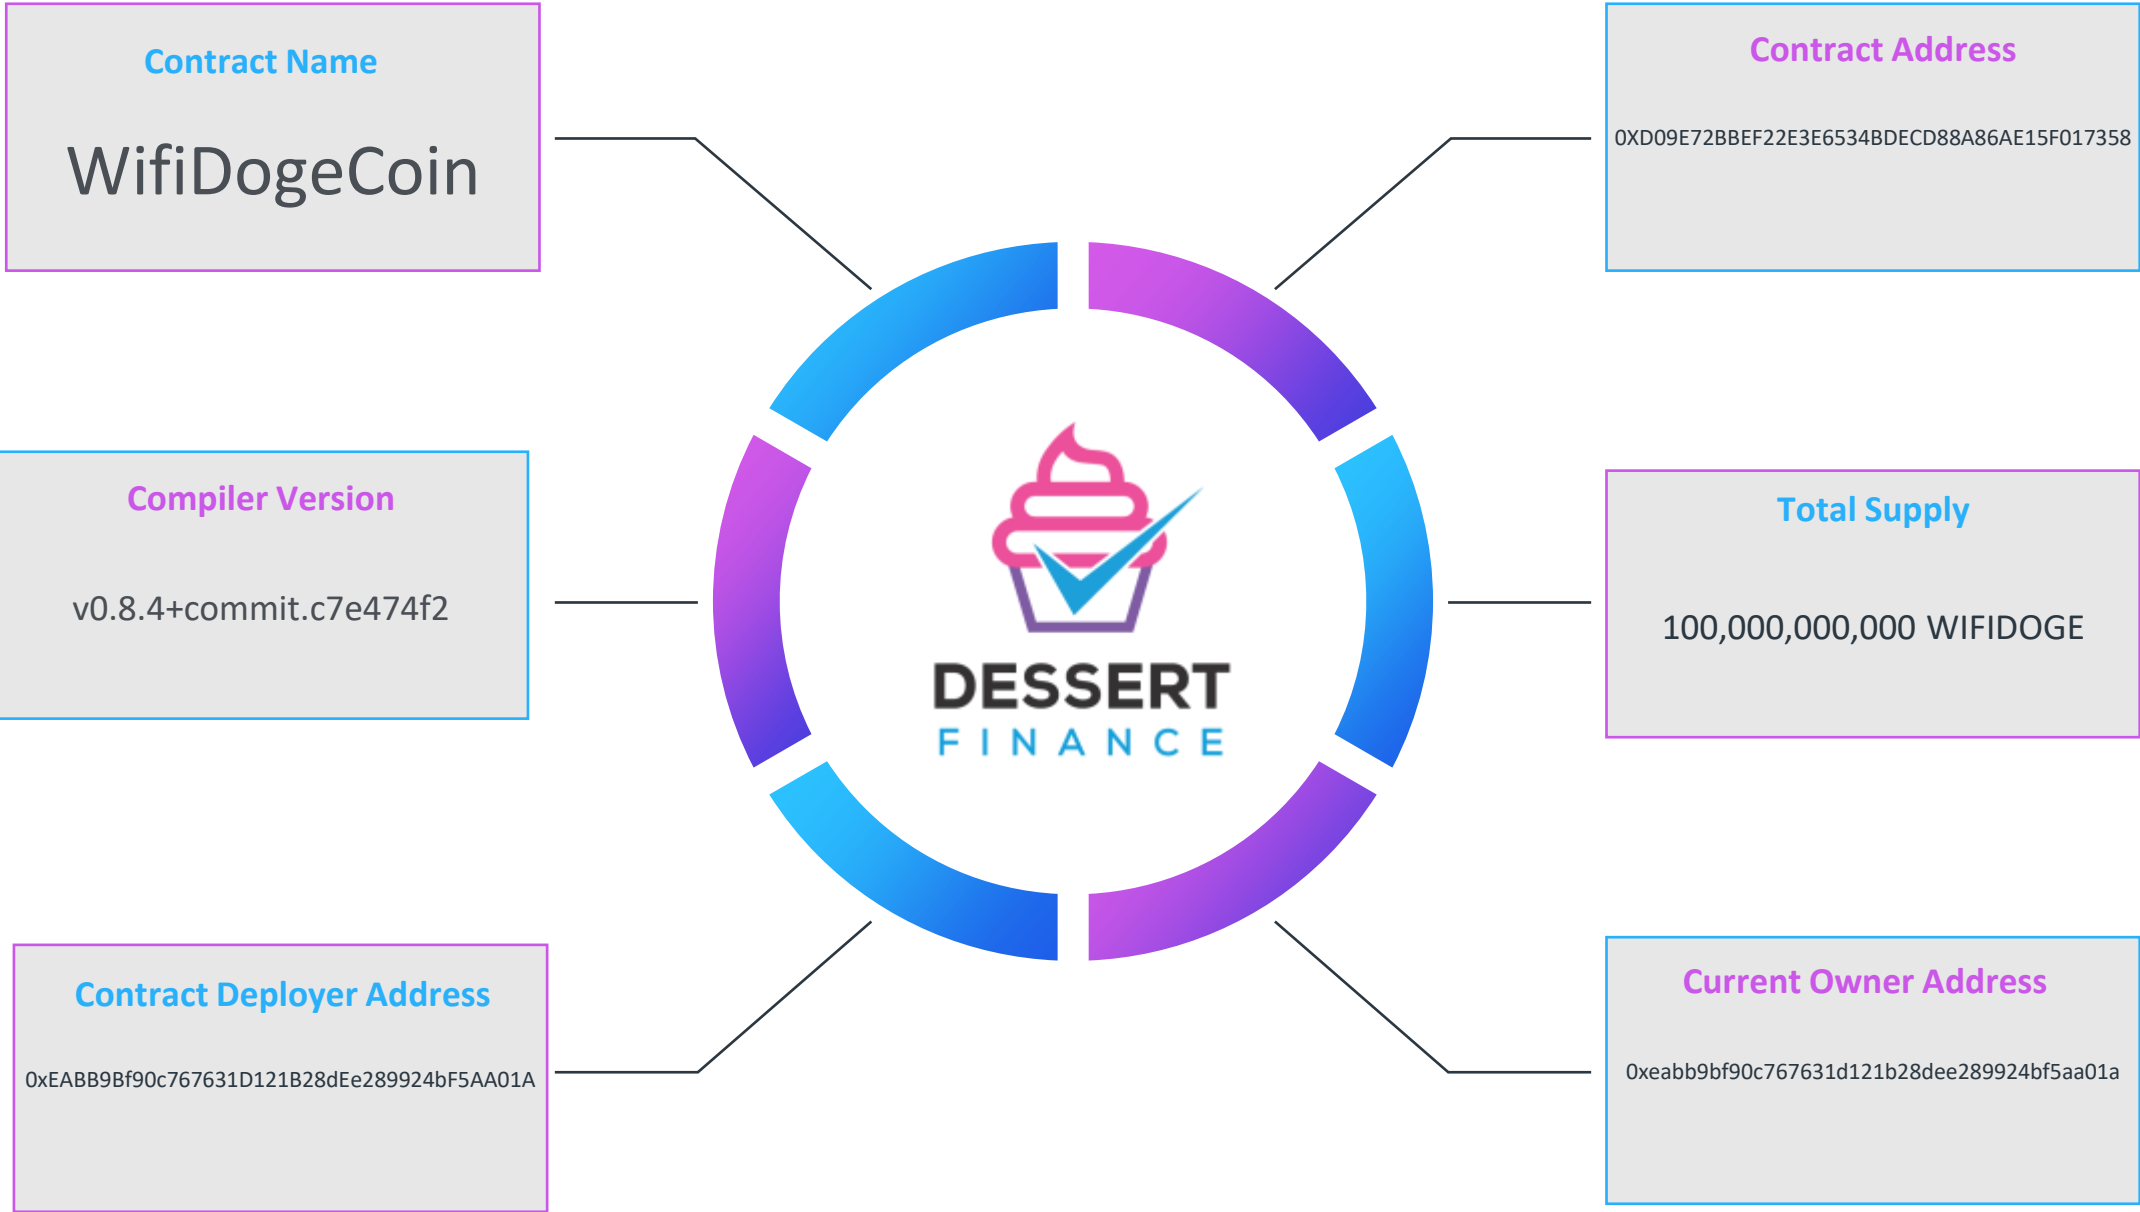 Contract Name
WifiDogeCoin
Contract Address
0XD09E72BBEF22E3E6534BDECD88A86AE15F017358
Compiler Version
v0.8.4+commit.c7e474f2
Total Supply
100,000,000,000 WIFIDOGE
DESSERT
FINANCE
Contract Deployer Address
0xEABB9Bf90c767631D121B28dEe289924bF5AA01A
Current Owner Address
0xeabb9bf90c767631d121b28dee289924bf5aa01a